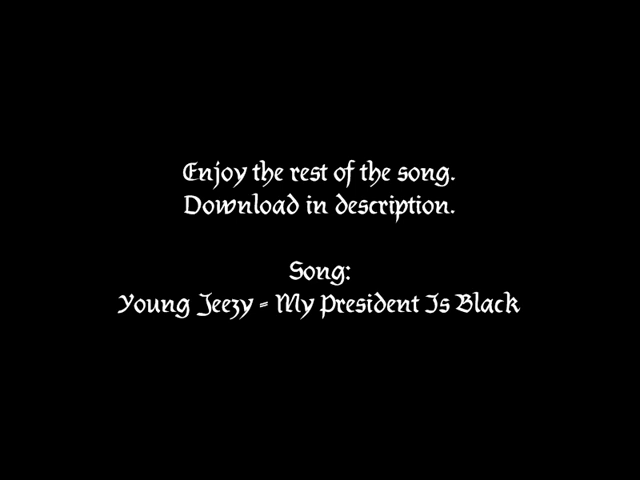 Enjoy the rest of the song.
Download in description.
Song:
Young Jeezy - My President Is Black